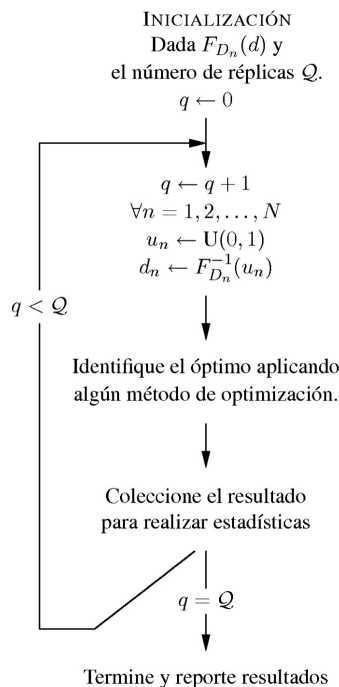 INICIALIZACIÓN
Dada $F_{D_n}(d)$ y
el número de réplicas $\mathcal{Q}$.
$q \leftarrow 0$
$q \leftarrow q + 1$
$\forall n = 1, 2, \ldots, N$
$u_n \leftarrow \mathrm{U}(0, 1)$
$d_n \leftarrow F_{D_n}^{-1}(u_n)$
$q < \mathcal{Q}$
Identifique el óptimo aplicando
algún método de optimización.
Coleccione el resultado
para realizar estadísticas
$q = \mathcal{Q}$
Termine y reporte resultados